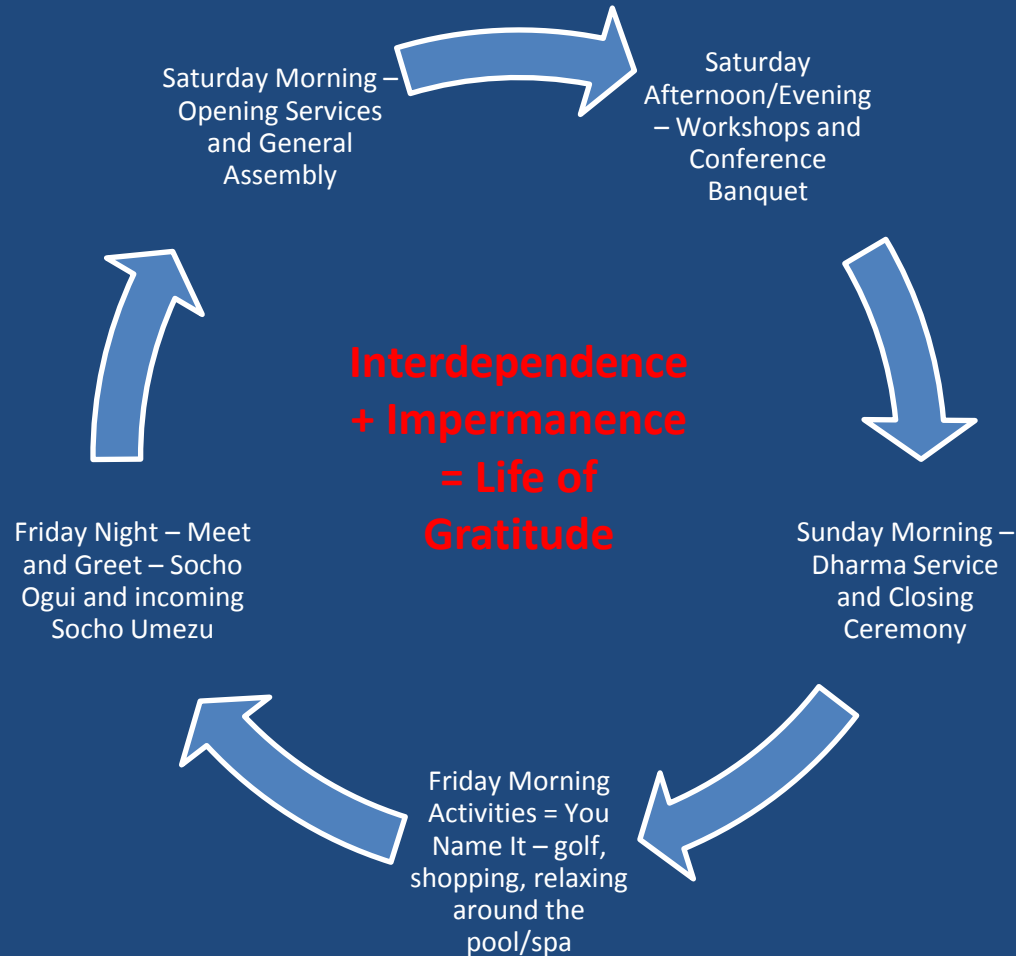 Saturday Morning –
Opening Services
and General
Assembly
Saturday
Afternoon/Evening
– Workshops and
Conference
Banquet
Interdependence
+ Impermanence
= Life of
Gratitude
Friday Night – Meet
and Greet – Socho
Ogui and incoming
Socho Umezu
Sunday Morning –
Dharma Service
and Closing
Ceremony
Friday Morning
Activities = You
Name It – golf,
shopping, relaxing
around the
pool/spa